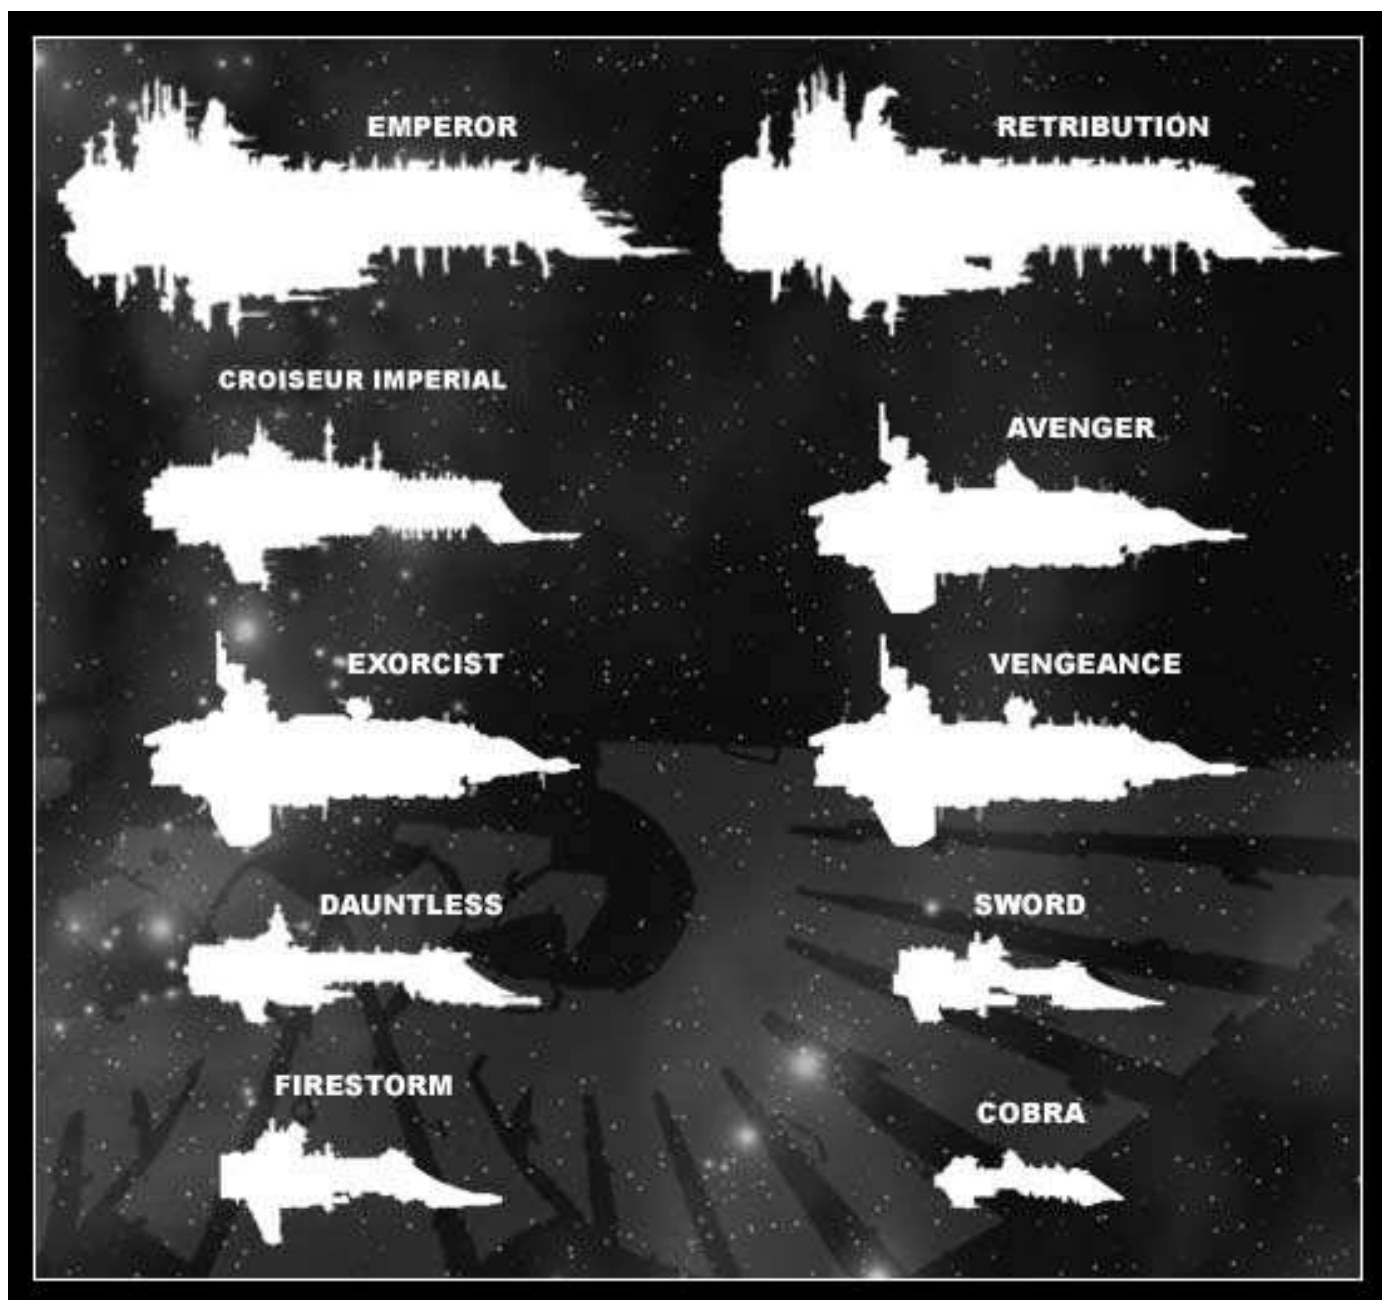 EMPEROR
RETRIBUTION
CROISEUR IMPERIAL
AVENGER
EXORCIST
VENGEANCE
DAUNTLESS
SWORD
FIRESTORM
COBRA